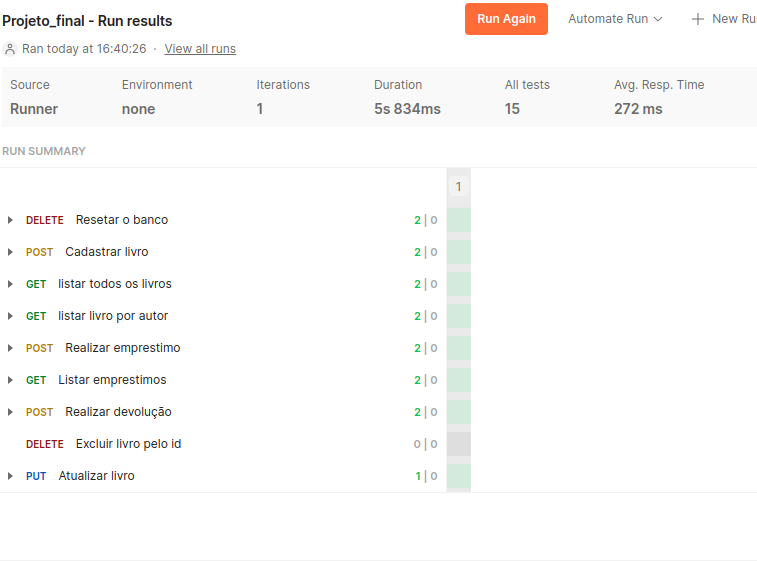 Projeto_final - Run results
Run Again
Automate Run
New Ru
Ran today at 16:40:26 · View all runs
Source Environment Iterations Duration All tests Avg. Resp. Time
Runner none 1 5s 834ms 15 272 ms
RUN SUMMARY
1
DELETE Resetar o banco 2 | 0
POST Cadastrar livro 2 | 0
GET listar todos os livros 2 | 0
GET listar livro por autor 2 | 0
POST Realizar emprestimo 2 | 0
GET Listar emprestimos 2 | 0
POST Realizar devolução 2 | 0
DELETE Excluir livro pelo id 0 | 0
PUT Atualizar livro 1 | 0